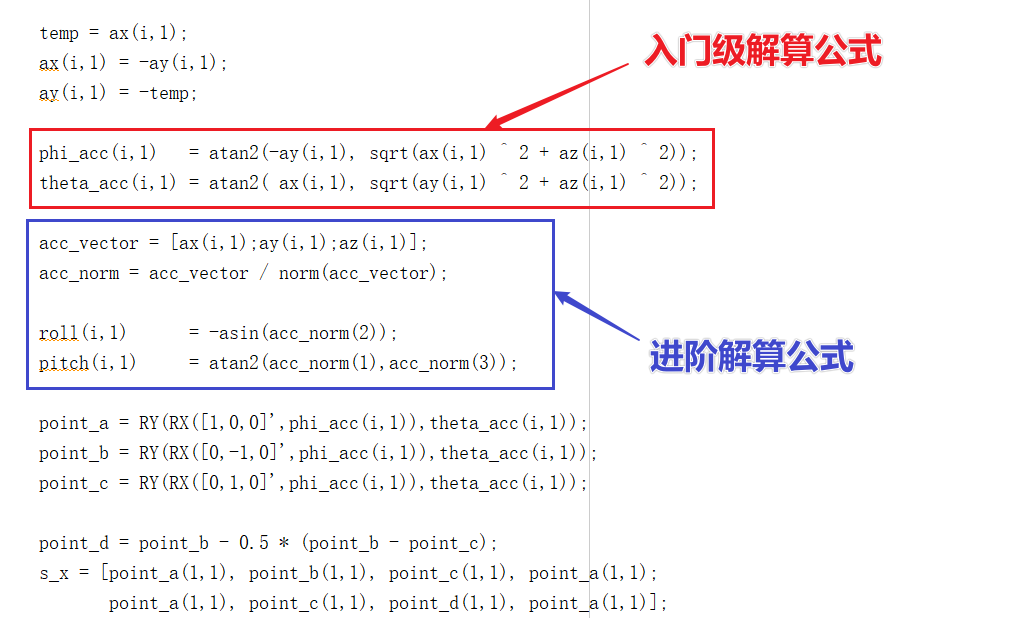 temp = ax(i,1);
入门级解算公式
ax(i,1) = -ay(i,1);
ay(i,1) = -temp;
phi_acc(i,1)   = atan2(-ay(i,1), sqrt(ax(i,1) ^ 2 + az(i,1) ^ 2));
theta_acc(i,1) = atan2( ax(i,1), sqrt(ay(i,1) ^ 2 + az(i,1) ^ 2));
acc_vector = [ax(i,1);ay(i,1);az(i,1)];
acc_norm = acc_vector / norm(acc_vector);
roll(i,1)      = -asin(acc_norm(2));
进阶解算公式
pitch(i,1)     = atan2(acc_norm(1),acc_norm(3));
point_a = RY(RX([1,0,0]',phi_acc(i,1)),theta_acc(i,1));
point_b = RY(RX([0,-1,0]',phi_acc(i,1)),theta_acc(i,1));
point_c = RY(RX([0,1,0]',phi_acc(i,1)),theta_acc(i,1));
point_d = point_b - 0.5 * (point_b - point_c);
s_x = [point_a(1,1), point_b(1,1), point_c(1,1), point_a(1,1);
point_a(1,1), point_c(1,1), point_d(1,1), point_a(1,1)];